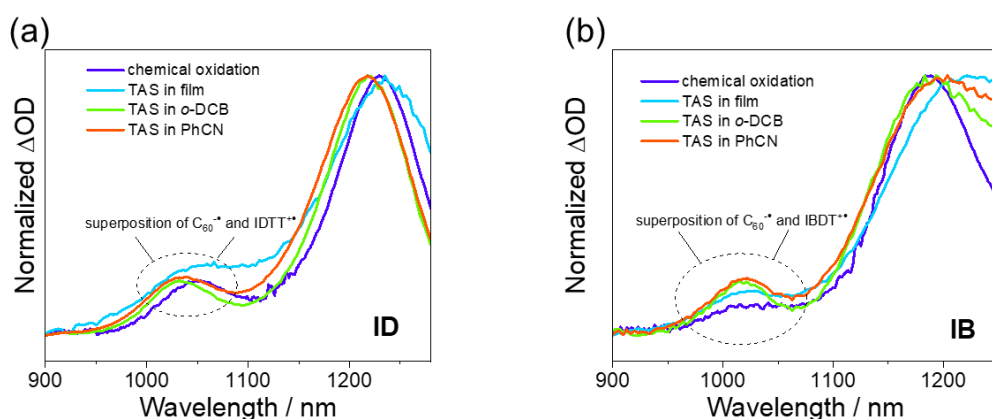 (a)
Normalized ΔOD
chemical oxidation
TAS in film
TAS in o-DCB
TAS in PhCN
superposition of C₆₀⁻• and IDTT⁺•
ID
900 1000 1100 1200
Wavelength / nm
(b)
Normalized ΔOD
chemical oxidation
TAS in film
TAS in o-DCB
TAS in PhCN
superposition of C₆₀⁻• and IBDT⁺•
IB
900 1000 1100 1200
Wavelength / nm